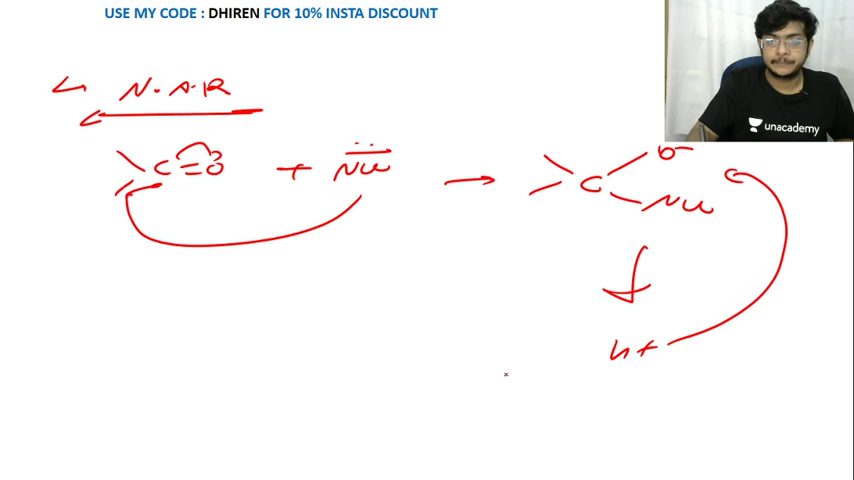 USE MY CODE : DHIREN FOR 10% INSTA DISCOUNT
unacademy
N.A.R
C=O + Nu → C O-
Nu
H+